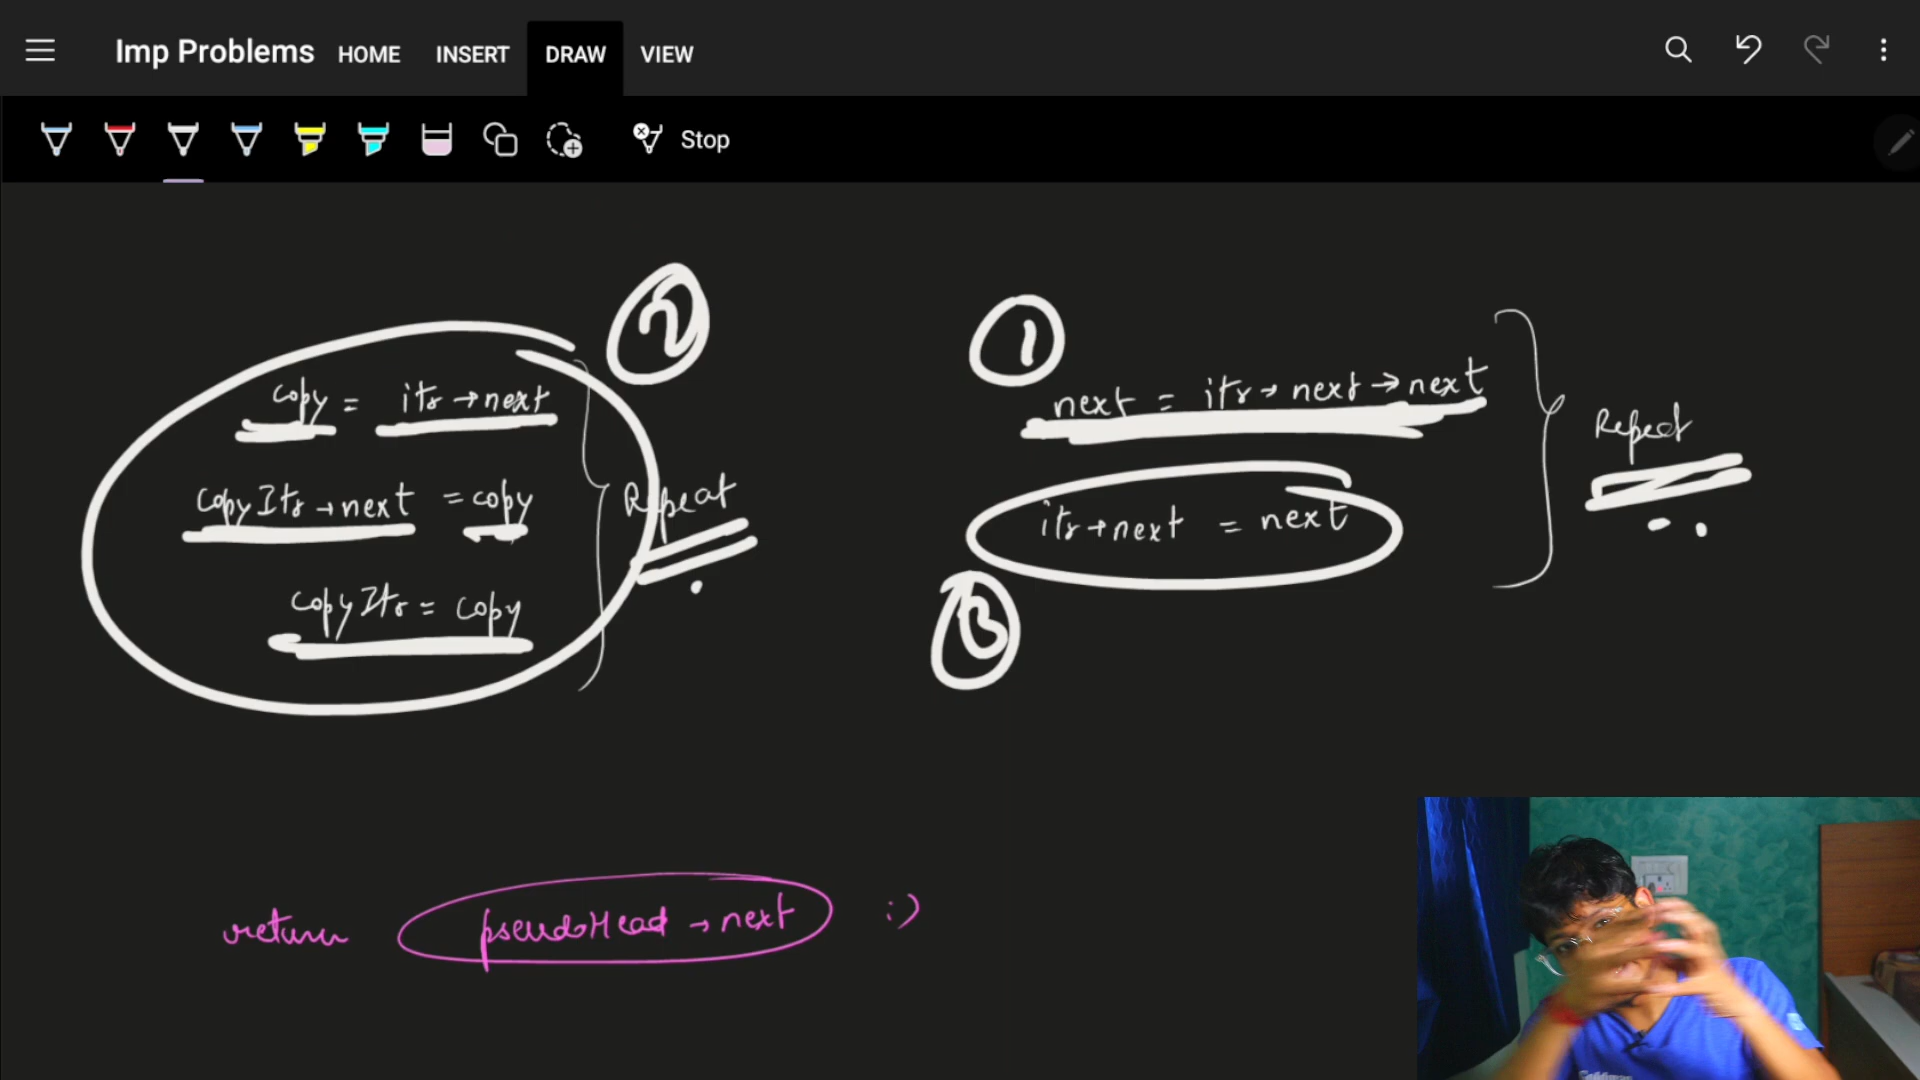 Imp Problems HOME INSERT DRAW VIEW
Stop
2
copy = itr→next
copyItr→next = copy
copyItr = copy
Repeat
1
next = itr→next→next
itr→next = next
3
Repeat
return pseudoHead→next :)